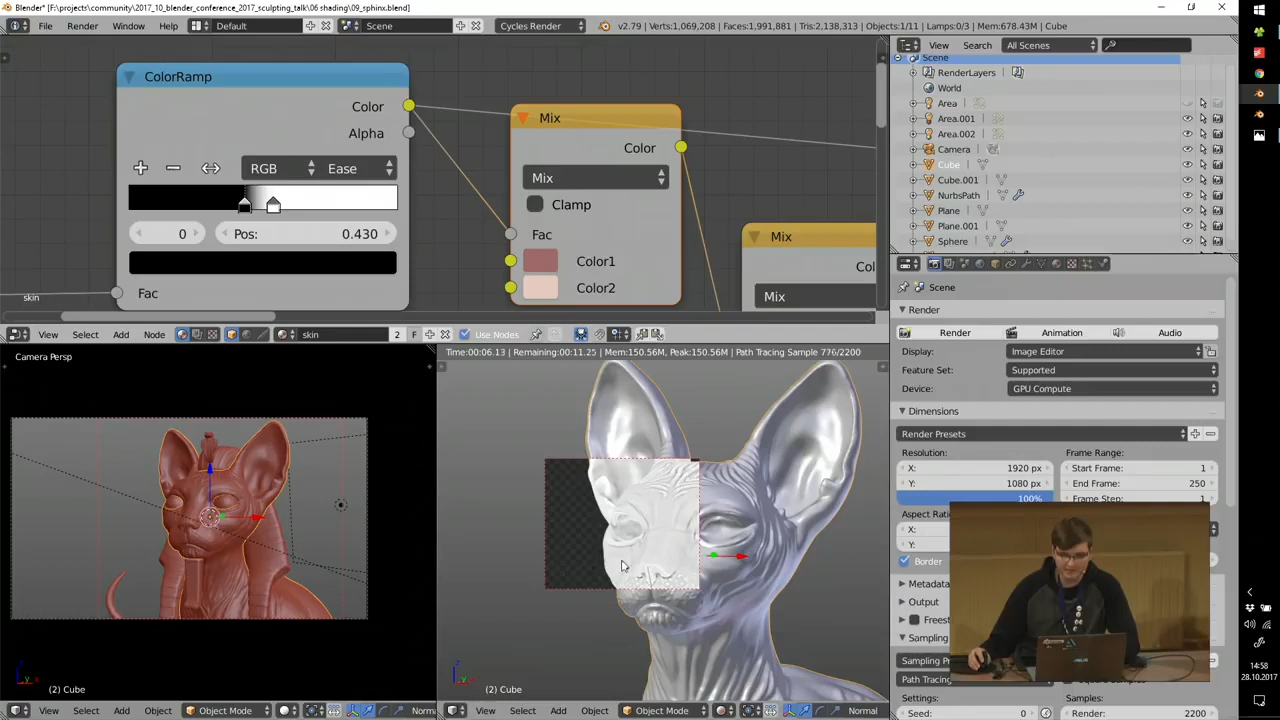 Blender* [F:\projects\community\2017_10_blender_conference_2017_sculpting_talk\06 shading\09_sphinx.blend]
File Render Window Help Default Scene Cycles Render v2.79 | Verts:1,069,208 | Faces:1,991,881 | Tris:2,138,313 | Objects:1/11 | Lamps:0/3 | Mem:678.43M | Cube
View Search All Scenes
Scene
RenderLayers
World
Area
Area.001
Area.002
Camera
Cube
Cube.001
NurbsPath
Plane
Plane.001
Sphere
ColorRamp
Color
Alpha
RGB Ease
0 Pos: 0.430
Fac
skin
Mix
Color
Mix
Clamp
Fac
Color1
Color2
Mix
Co
Mix
View Select Add Node skin 2 F Use Nodes
Camera Persp
(2) Cube
View Select Add Object Object Mode Norm
Time:00:06.13 | Remaining:00:11.25 | Mem:150.56M, Peak:150.56M | Path Tracing Sample 776/2200
(2) Cube
View Select Add Object Object Mode Normal
Scene
Render
Render Animation Audio
Display: Image Editor
Feature Set: Supported
Device: GPU Compute
Dimensions
Render Presets
Resolution: Frame Range:
X: 1920 px Start Frame: 1
Y: 1080 px End Frame: 250
100% Frame Step: 1
Aspect Rati
X:
Y:
Border
Metadata
Output
Freest
Sampling
Sampling Pr
Path Tracing
Settings: Samples:
Seed: 0 Render: 2200
14:58
28.10.2017